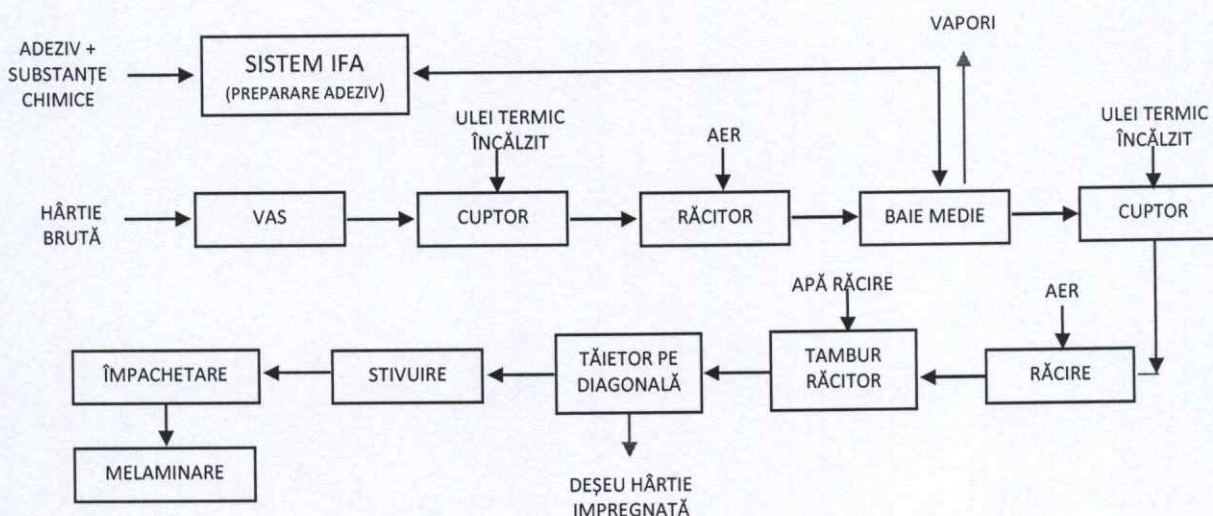 VAPORI
ADEZIV +
SUBSTANȚE
CHIMICE
SISTEM IFA
(PREPARARE ADEZIV)
ULEI TERMIC
ÎNCĂLZIT
AER
ULEI TERMIC
ÎNCĂLZIT
HÂRTIE
BRUTĂ
VAS
CUPTOR
RĂCITOR
BAIE MEDIE
CUPTOR
APĂ RĂCIRE
AER
ÎMPACHETARE
STIVUIRE
TĂIETOR PE
DIAGONALĂ
TAMBUR
RĂCITOR
RĂCIRE
MELAMINARE
DEȘEU HÂRTIE
IMPREGNATĂ